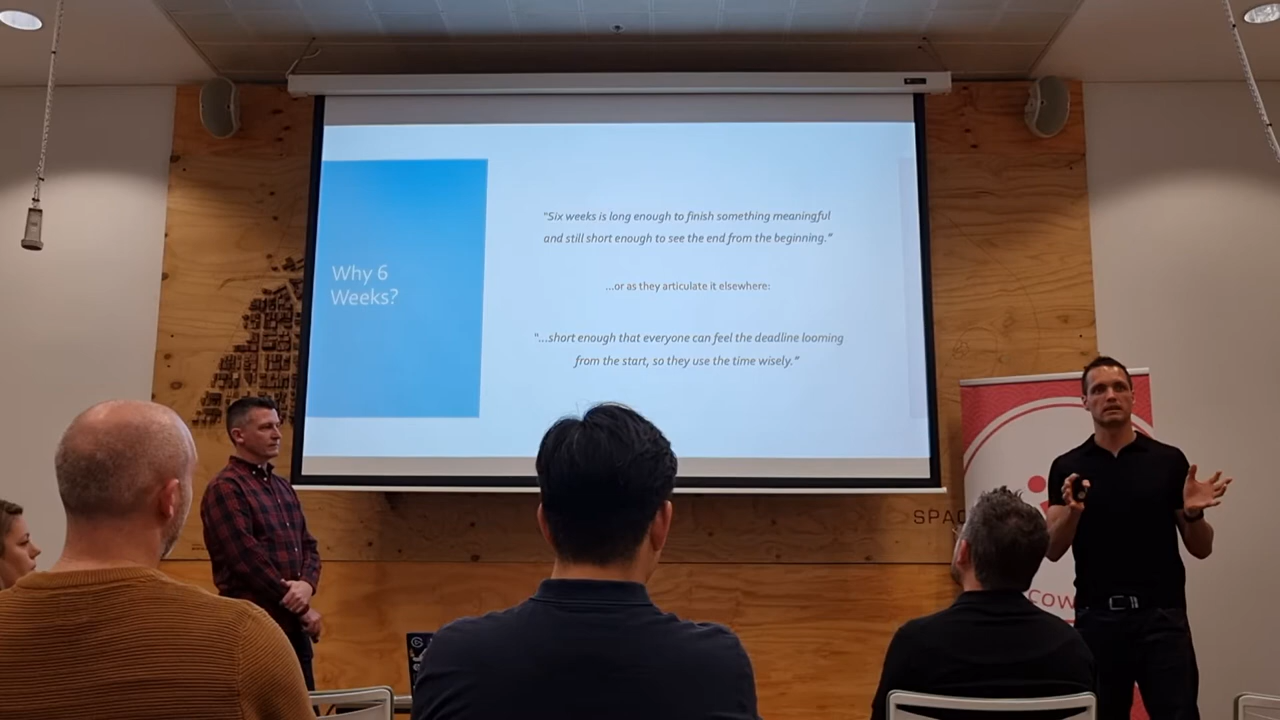 Why 6
Weeks?
"Six weeks is long enough to finish something meaningful
and still short enough to see the end from the beginning."
...or as they articulate it elsewhere:
"...short enough that everyone can feel the deadline looming
from the start, so they use the time wisely."
SPAC
COW